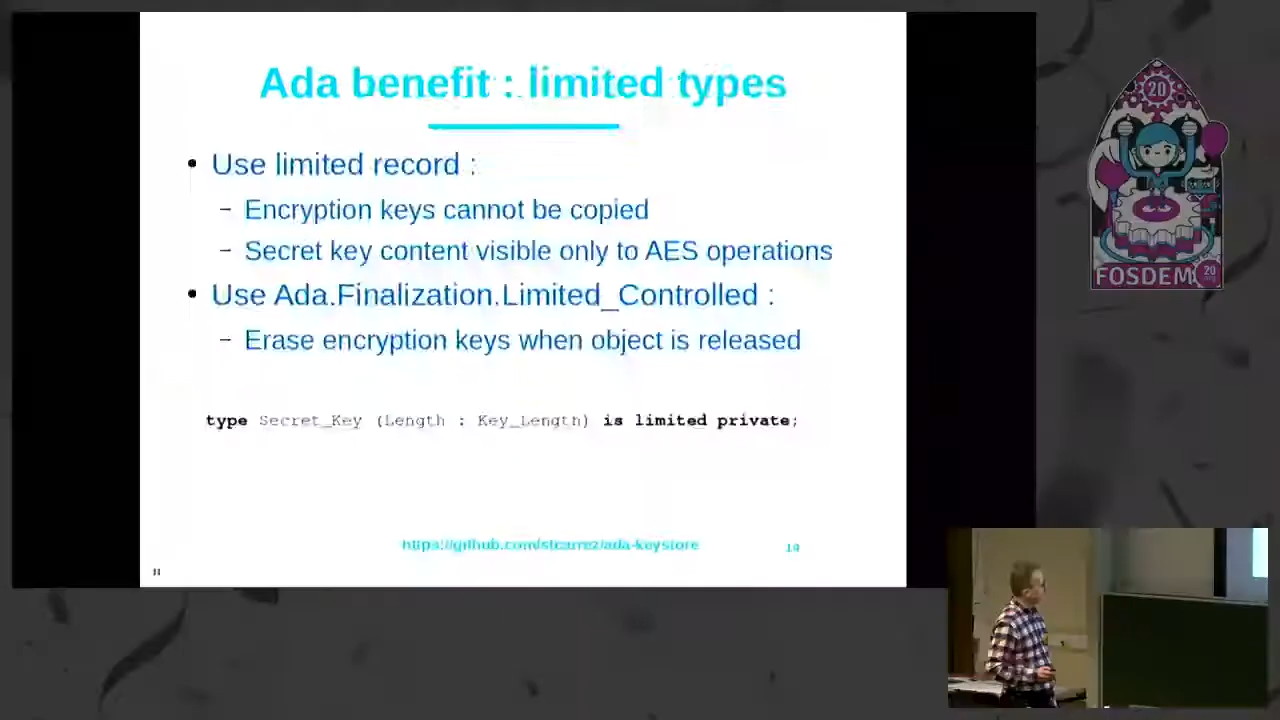 Ada benefit : limited types
• Use limited record :
– Encryption keys cannot be copied
– Secret key content visible only to AES operations
• Use Ada.Finalization.Limited_Controlled :
– Erase encryption keys when object is released
type Secret_Key (Length : Key_Length) is limited private;
https://github.com/stcarrez/ada-keystore
14
20
FOSDEM
20